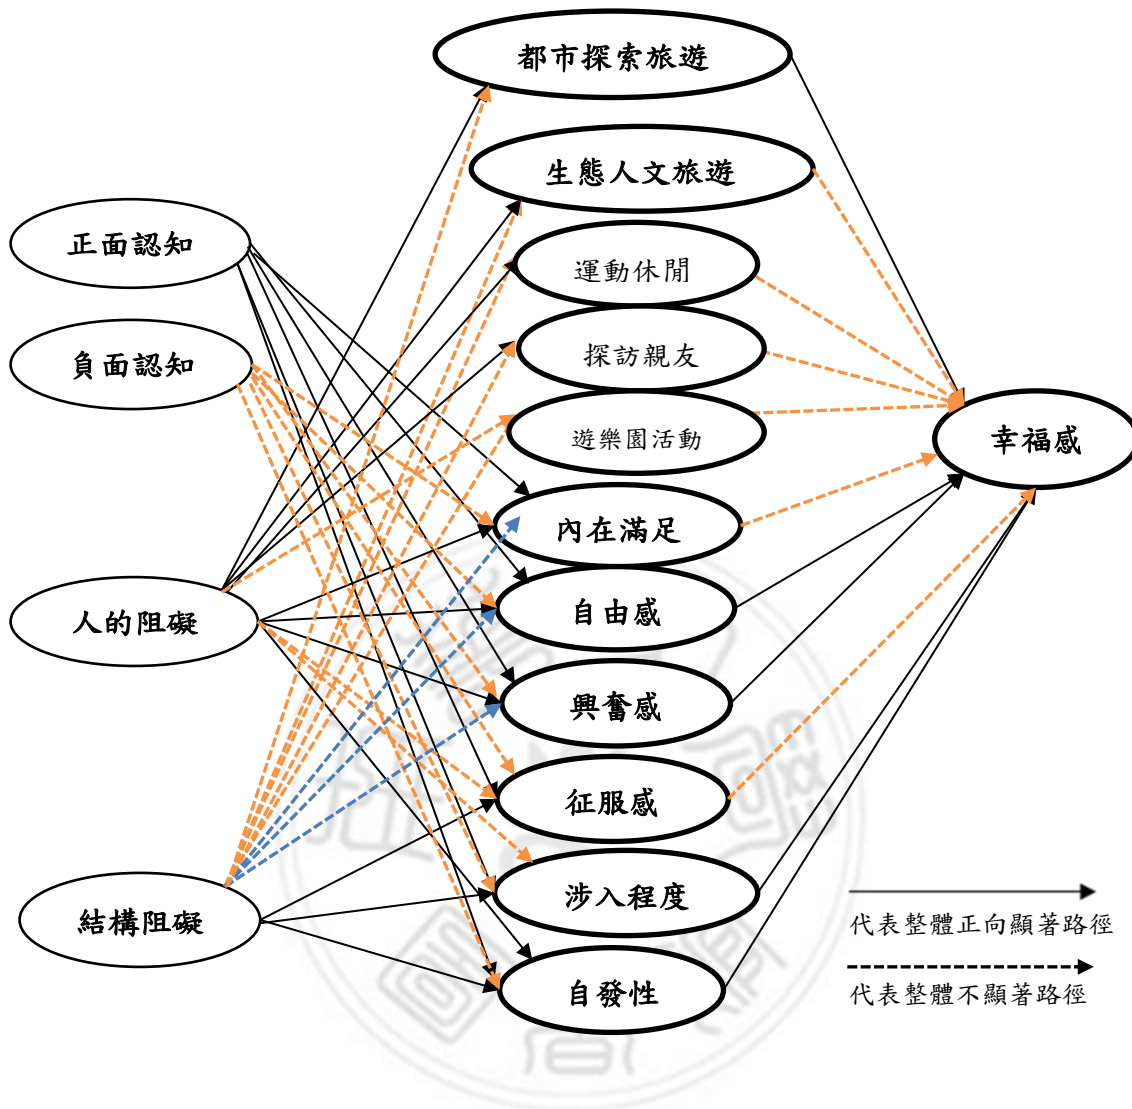 都市探索旅遊
生態人文旅遊
正面認知
運動休閒
負面認知
探訪親友
遊樂園活動
幸福感
內在滿足
人的阻礙
自由感
興奮感
征服感
涉入程度
結構阻礙
代表整體正向顯著路徑
自發性
代表整體不顯著路徑